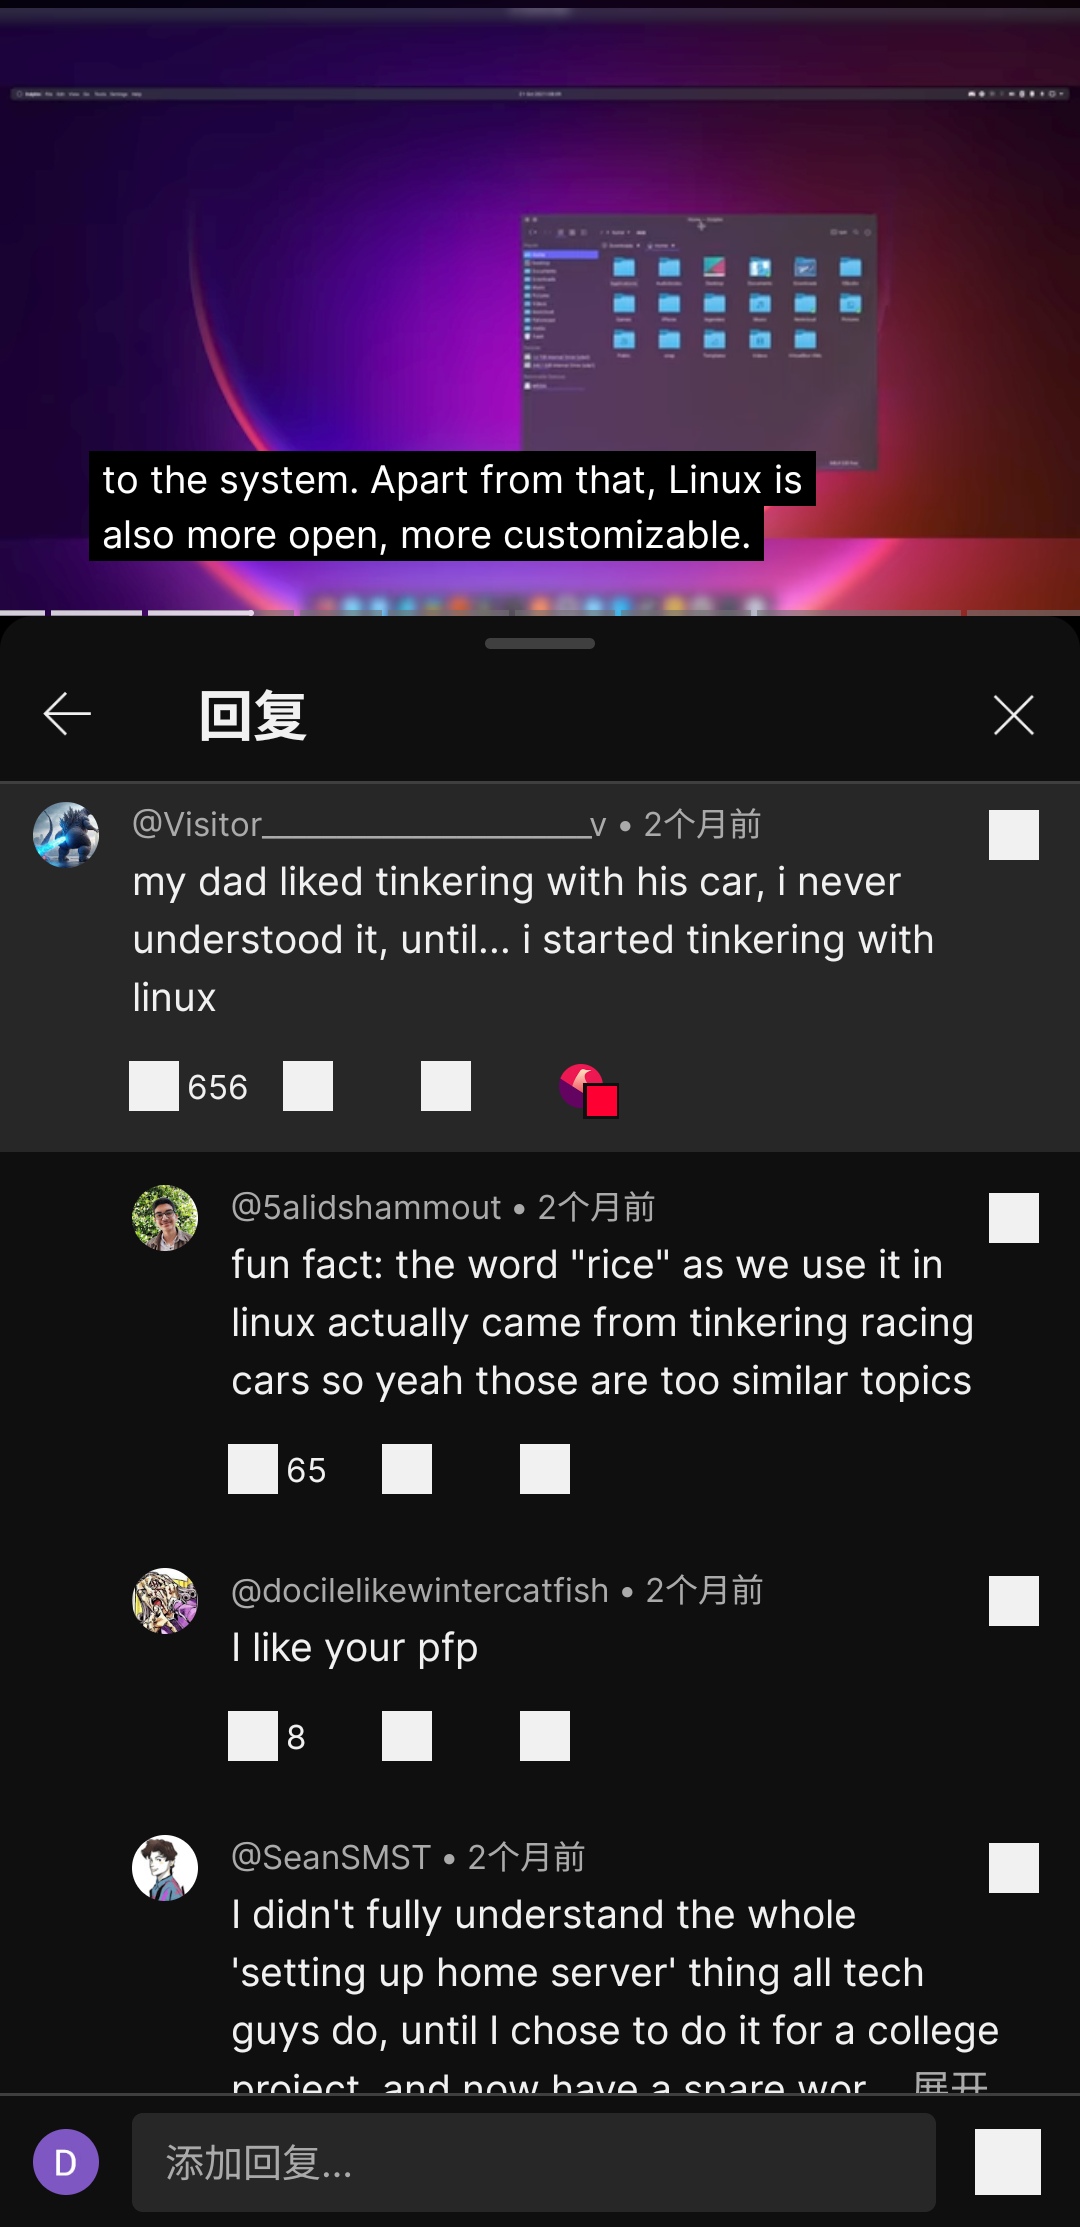 to the system. Apart from that, Linux is
also more open, more customizable.
回复
@Visitor____________________v • 2个月前
my dad liked tinkering with his car, i never
understood it, until... i started tinkering with
linux
656
@5alidshammout • 2个月前
fun fact: the word "rice" as we use it in
linux actually came from tinkering racing
cars so yeah those are too similar topics
65
@docilelikewintercatfish • 2个月前
I like your pfp
8
@SeanSMST • 2个月前
I didn't fully understand the whole
'setting up home server' thing all tech
guys do, until I chose to do it for a college
project, and now have a spare wor... 展开
D
添加回复...